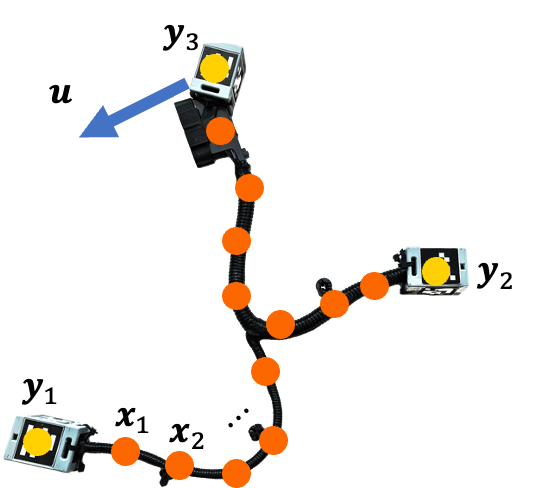 y₃
u
y₂
y₁
x₁
x₂
...